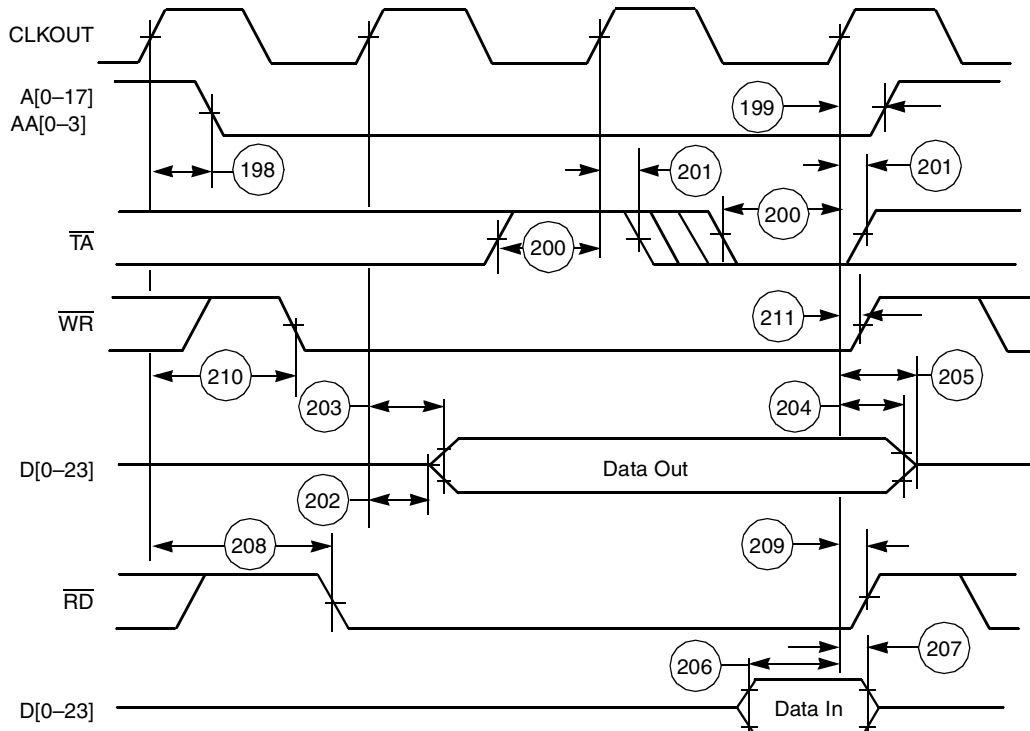 CLKOUT
A[0–17]
AA[0–3]
199
198
201
201
TA
200
200
WR
211
210
203
204
205
D[0–23]
Data Out
202
208
209
RD
206
207
D[0–23]
Data In